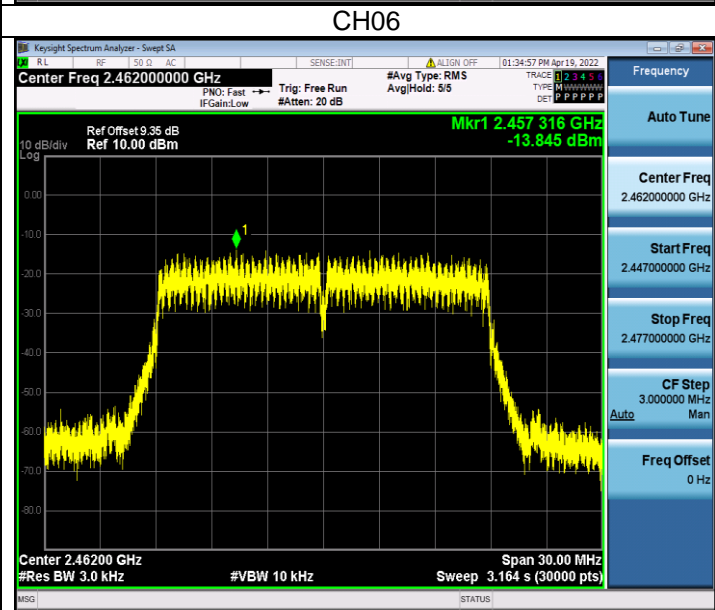 CH06
Keysight Spectrum Analyzer - Swept SA
RL RF 50 Ω AC SENSE:INT ALIGN OFF 01:34:57 PM Apr 19, 2022
Center Freq 2.462000000 GHz
PNO: Fast
IFGain:Low
Trig: Free Run
#Atten: 20 dB
#Avg Type: RMS
Avg|Hold: 5/5
TRACE 1 2 3 4 5 6
TYPE M WWWWW
DET P P P P P P
Frequency
Auto Tune
Center Freq
2.462000000 GHz
Start Freq
2.447000000 GHz
Stop Freq
2.477000000 GHz
CF Step
3.000000 MHz
Auto Man
Freq Offset
0 Hz
Mkr1 2.457 316 GHz
-13.845 dBm
Ref Offset 9.35 dB
10 dB/div Ref 10.00 dBm
Log
0.00
-10.0
-20.0
-30.0
-40.0
-50.0
-60.0
-70.0
-80.0
1
Center 2.46200 GHz Span 30.00 MHz
#Res BW 3.0 kHz #VBW 10 kHz Sweep 3.164 s (30000 pts)
MSG STATUS